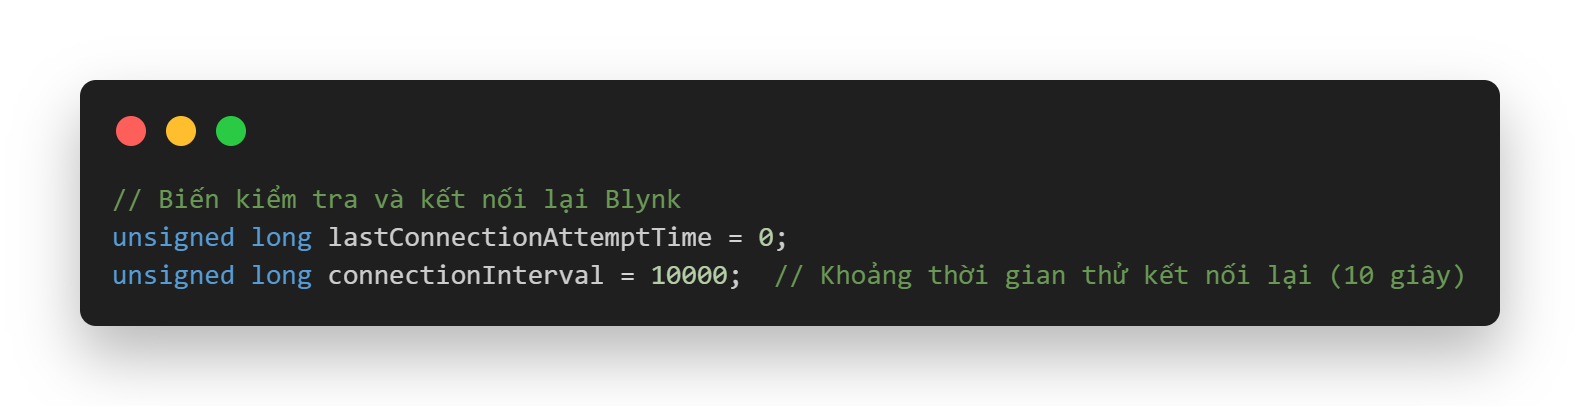 // Biến kiểm tra và kết nối lại Blynk
unsigned long lastConnectionAttemptTime = 0;
unsigned long connectionInterval = 10000;  // Khoảng thời gian thử kết nối lại (10 giây)